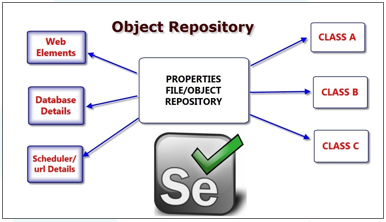 Object Repository
Web
Elements
Database
Details
Scheduler/
url Details
PROPERTIES
FILE/OBJECT
REPOSITORY
CLASS A
CLASS B
CLASS C
Se